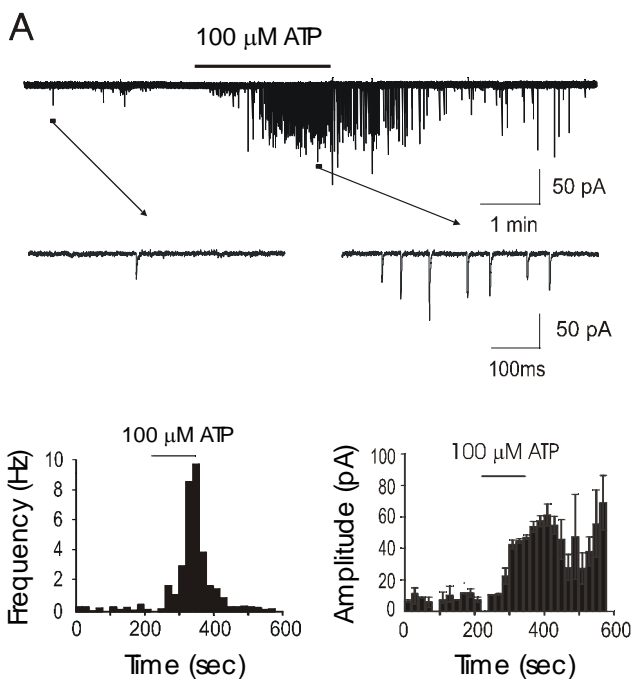 A
100 μM ATP
50 pA
1 min
50 pA
100ms
100 μM ATP
Frequency (Hz)
10
8
6
4
2
0
0 200 400 600
Time (sec)
100 μM ATP
Amplitude (pA)
100
80
60
40
20
0
0 200 400 600
Time (sec)